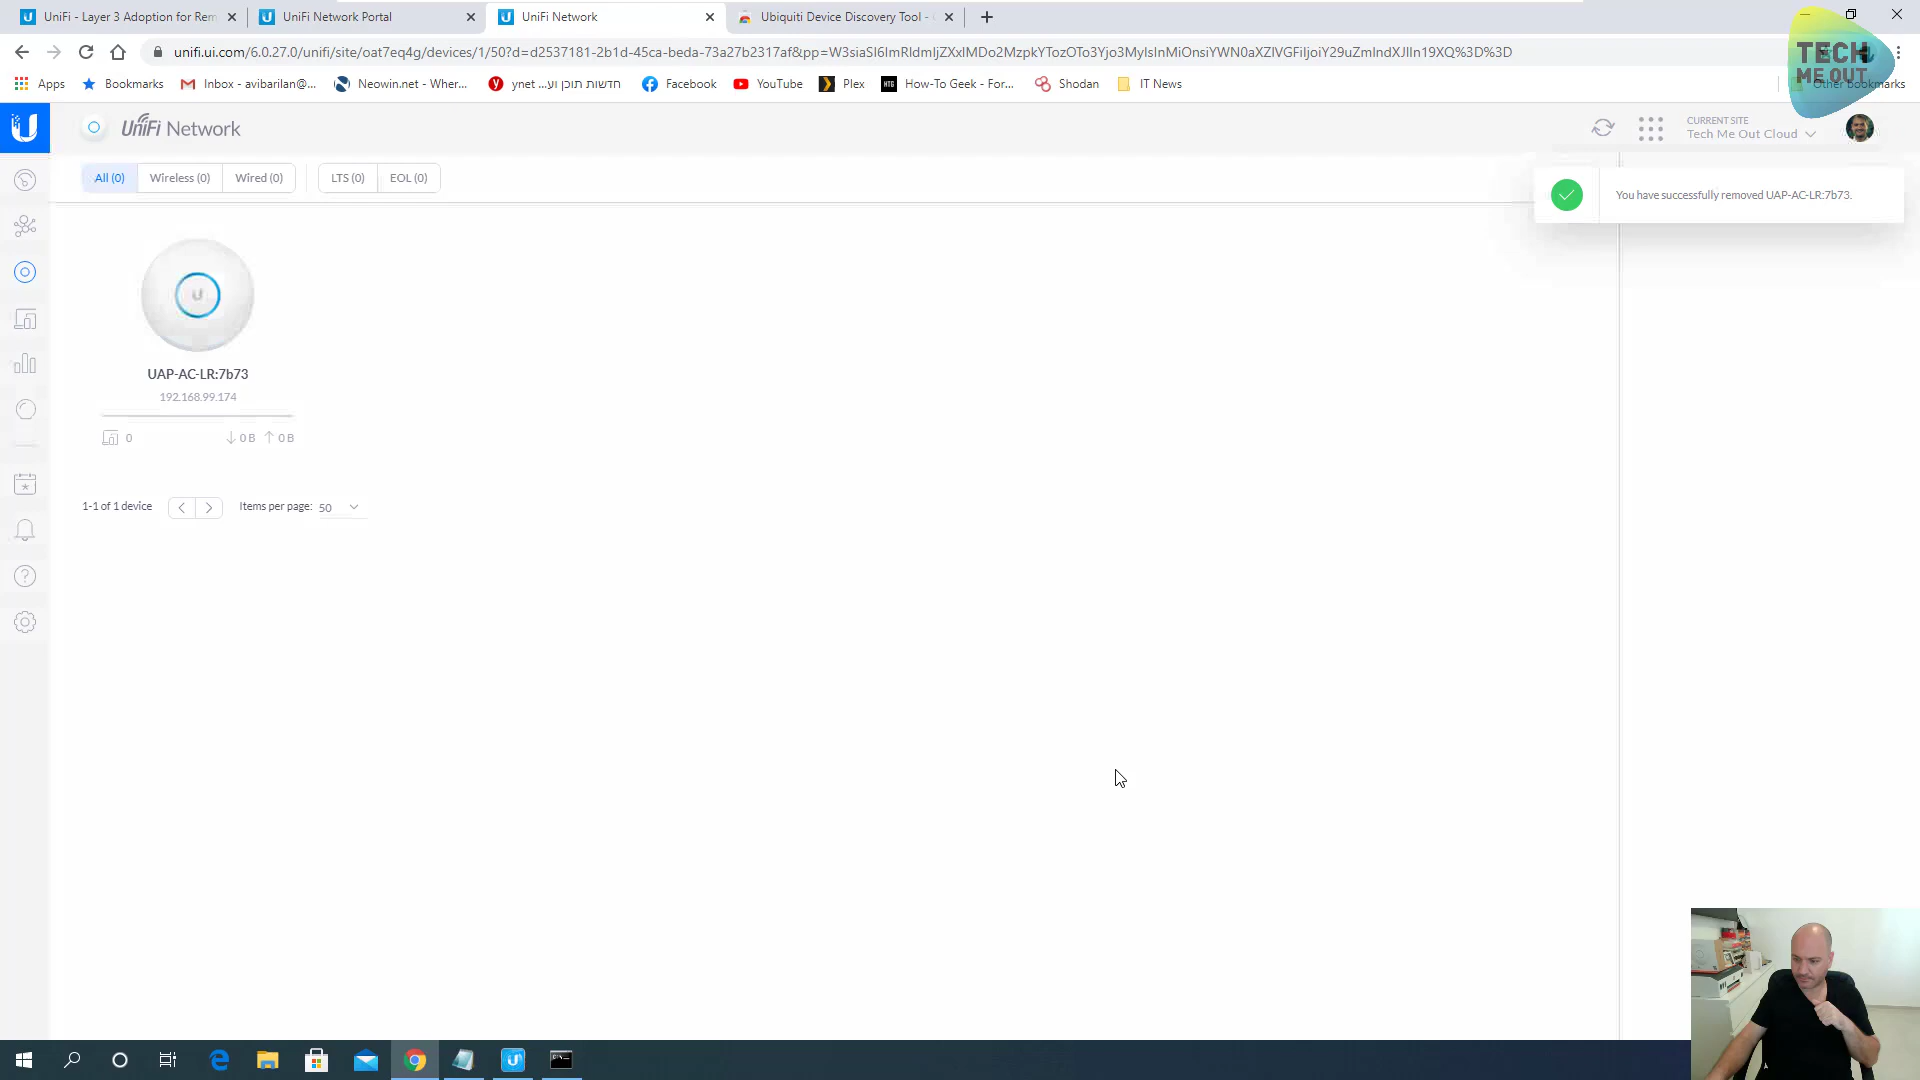 UniFi - Layer 3 Adoption for Rem
UniFi Network Portal
UniFi Network
Ubiquiti Device Discovery Tool -
unifi.ui.com/6.0.27.0/unifi/site/oat7eq4g/devices/1/50?d=d2537181-2b1d-45ca-beda-73a27b2317af&pp=W3siaSI6ImRldmljZXxIMDo2MzpkYTozOTo3Yjo3MyIsInMiOnsiYWN0aXZlVGFiIjoiY29uZmlndXJlIn19XQ%3D%3D
Apps
Bookmarks
Inbox - avibarilan@...
Neowin.net - Wher...
ynet ...חדשות תוכן וע
Facebook
YouTube
Plex
How-To Geek - For...
Shodan
IT News
Other bookmarks
TECH
ME OUT
UniFi Network
CURRENT SITE
Tech Me Out Cloud
All (0)
Wireless (0)
Wired (0)
LTS (0)
EOL (0)
You have successfully removed UAP-AC-LR:7b73.
UAP-AC-LR:7b73
192.168.99.174
0
0 B
0 B
1-1 of 1 device
Items per page: 50